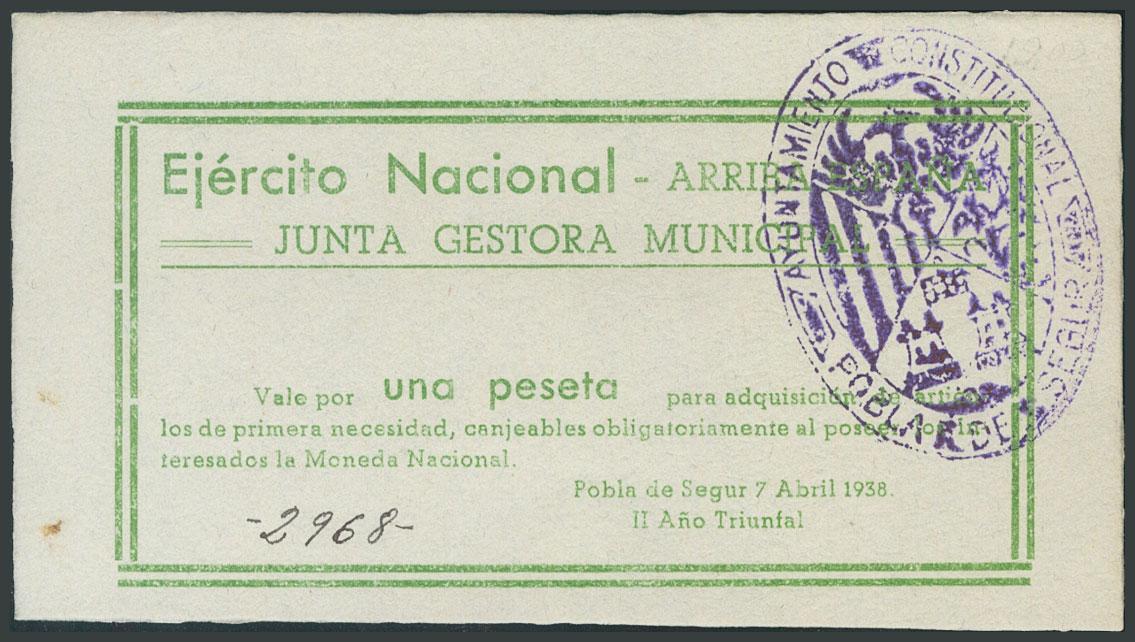 Ejército Nacional - ARRIBA ESPAÑA
JUNTA GESTORA MUNICIPAL
Vale por una peseta para adquisición de artícu-
los de primera necesidad, canjeables obligatoriamente al poseer los in-
teresados la Moneda Nacional.
Pobla de Segur 7 Abril 1938.
II Año Triunfal
-2968-
AYUNTAMIENTO CONSTITUCIONAL
POBLA DE SEGUR